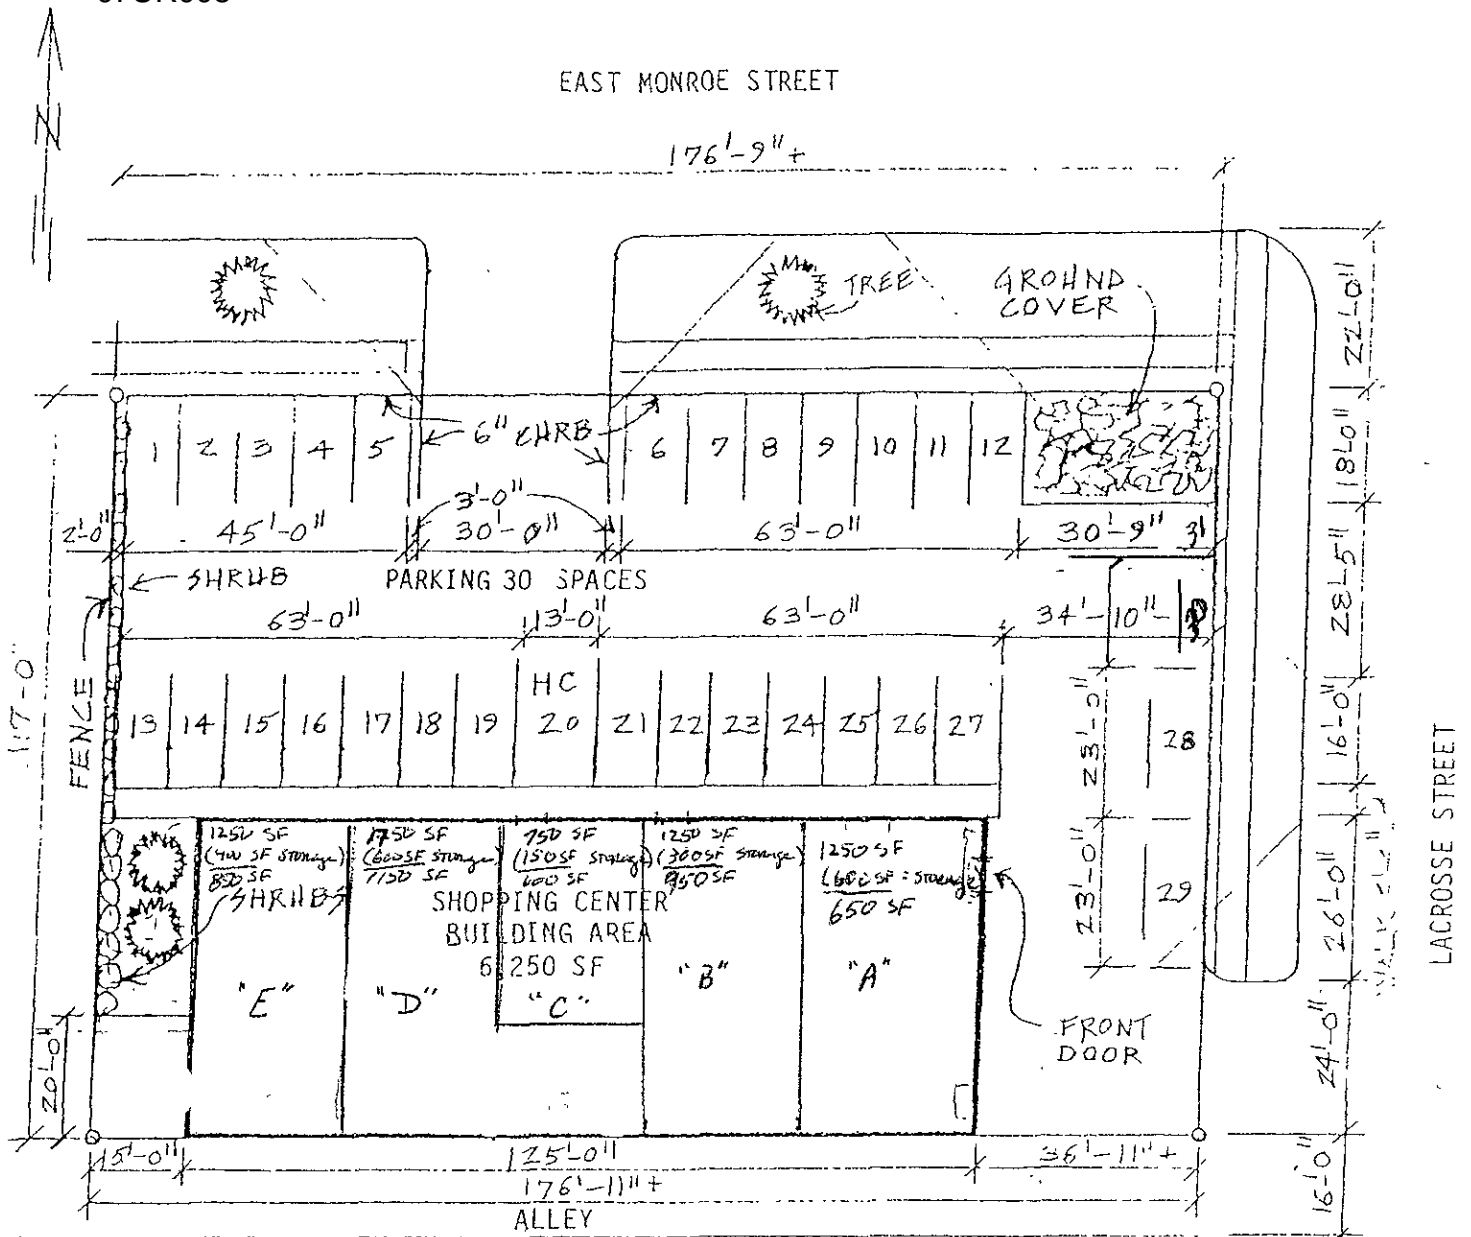 N
EAST MONROE STREET
176'-9"+
TREE
GROUND
COVER
22'-0"
6" CURB
1 2 3 4 5
6 7 8 9 10 11 12
18'-0"
3'-0"
2'-0" 45'-0" 30'-0" 63'-0" 30'-9" 3'
SHRUB
PARKING 30 SPACES
28'-5"
63'-0" 13'-0" 63'-0" 34'-10"-
117'-0"
FENCE
HC
13 14 15 16 17 18 19 20 21 22 23 24 25 26 27
23'-0"
28
16'-0"
LACROSSE STREET
1250 SF
(400 SF Storage)
850 SF
1750 SF
(600 SF Storage)
1150 SF
750 SF
(150 SF Storage)
600 SF
1250 SF
(300 SF Storage)
950 SF
1250 SF
(600 SF = Storage)
650 SF
SHRUBS
SHOPPING CENTER
BUILDING AREA
6 250 SF
23'-0"
29
26'-0"
"E" "D" "C" "B" "A"
FRONT
DOOR
20'-0"
24'-0"
15'-0" 125'-0" 36'-11"+
176'-11"+
16'-0"
ALLEY